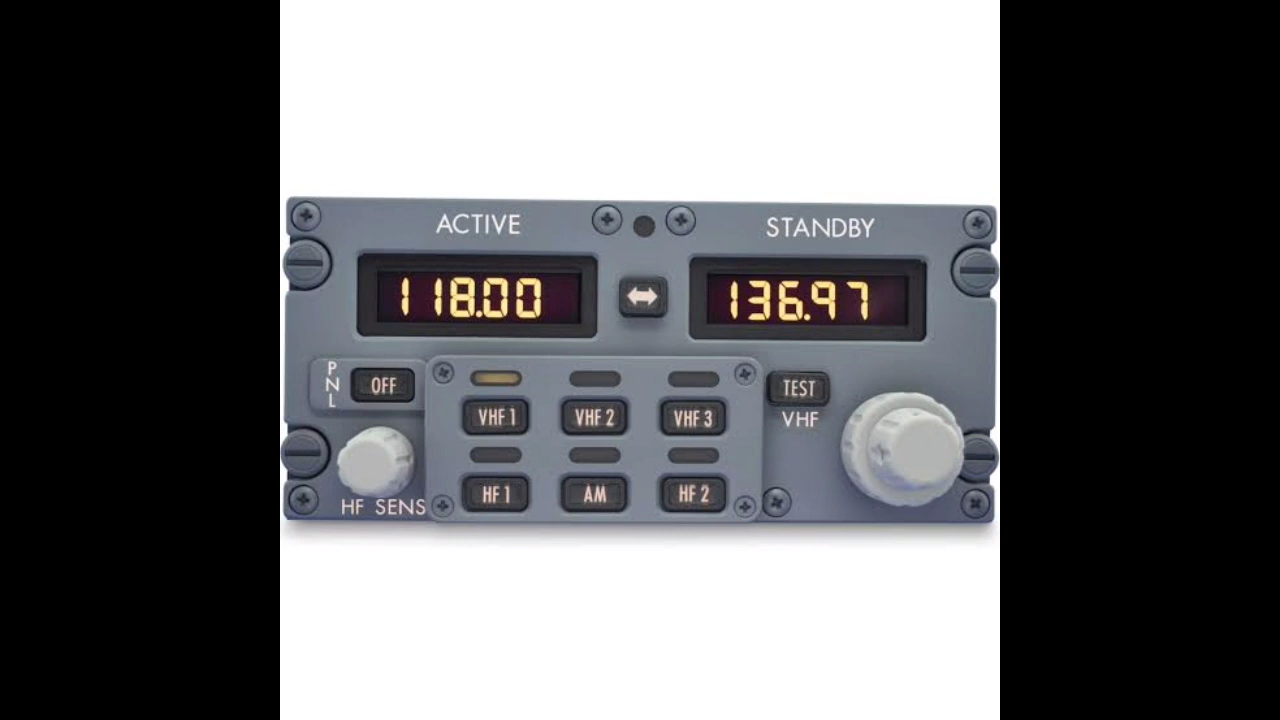 ACTIVE
STANDBY
118.00
136.97
PNL
OFF
TEST
VHF 1
VHF 2
VHF 3
VHF
HF 1
AM
HF 2
HF SENS